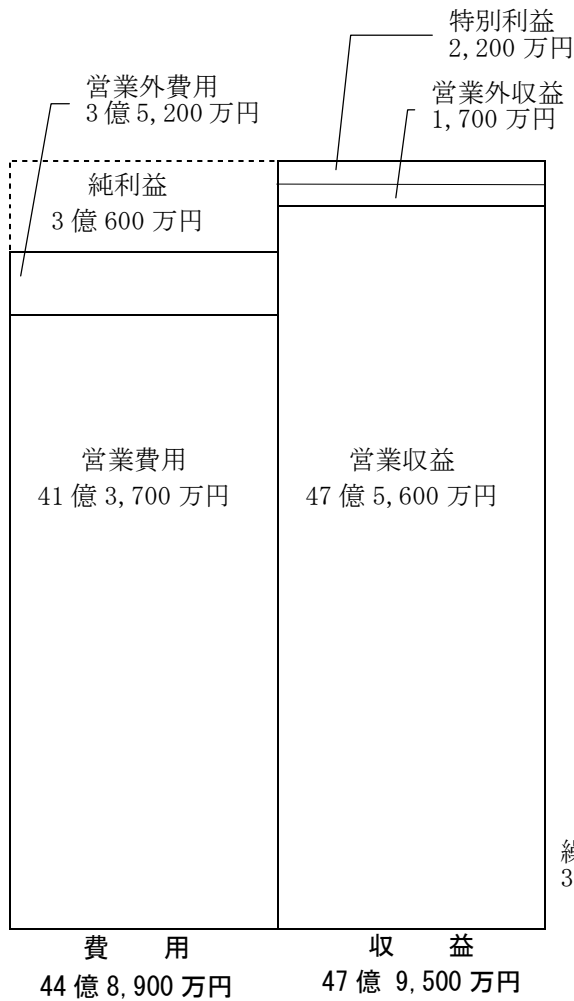 特別利益
2,200 万円
営業外費用
3 億 5,200 万円
営業外収益
1,700 万円
純利益
3 億 600 万円
営業費用
41 億 3,700 万円
営業収益
47 億 5,600 万円
3
費 用
44 億 8,900 万円
収 益
47 億 9,500 万円